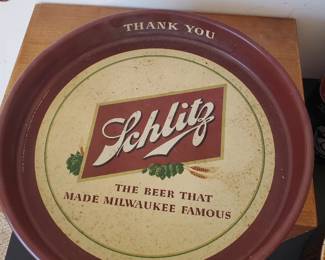 THANK YOU
Schlitz
THE BEER THAT
MADE MILWAUKEE FAMOUS